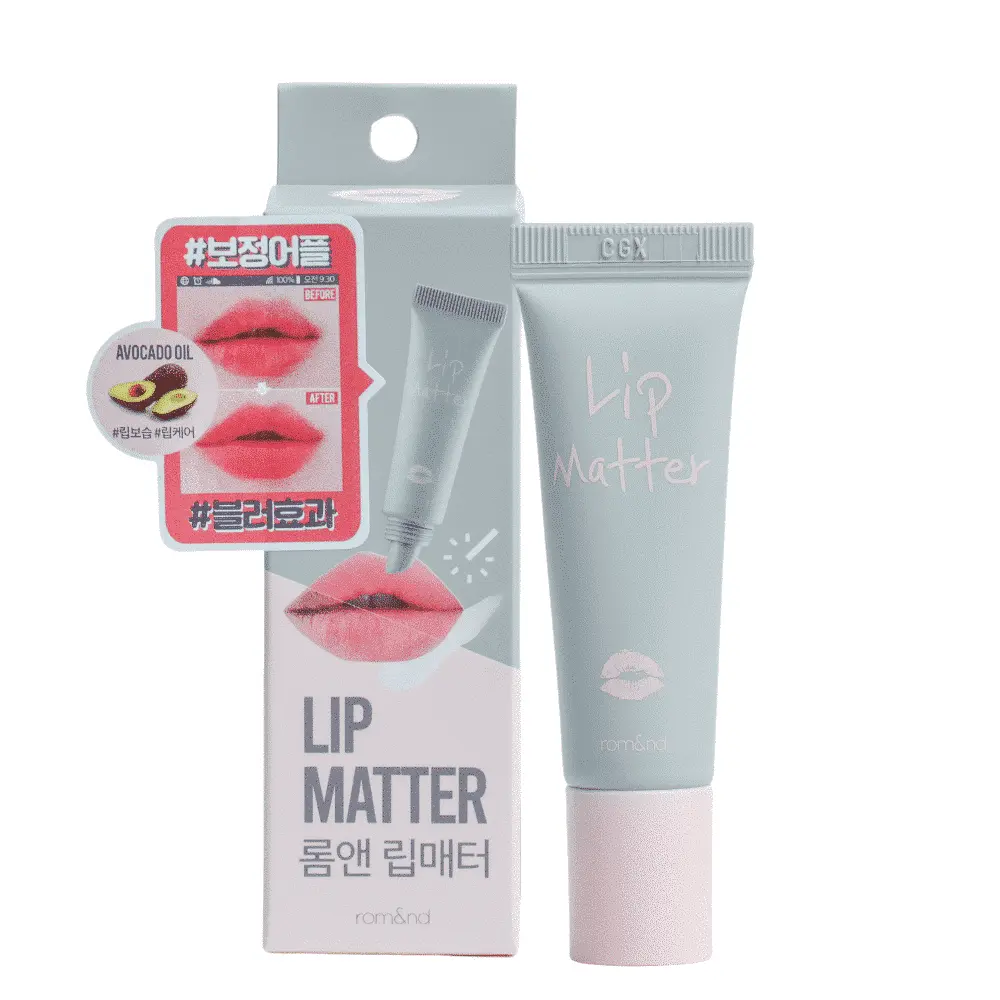 #보정어플
100% 오전 9:30
BEFORE
AVOCADO OIL
#립보습 #립케어
AFTER
#블러효과
Lip
Matter
LIP
MATTER
롬앤 립매터
rom&nd
CGX
Lip
Matter
rom&nd